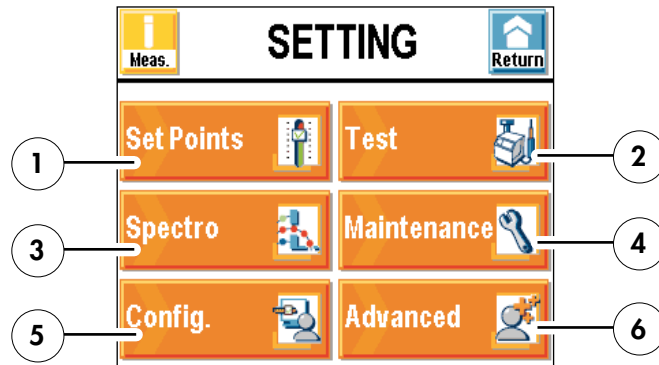 Meas.
SETTING
Return
Set Points
Test
1
2
Spectro
Maintenance
3
4
Config.
Advanced
5
6